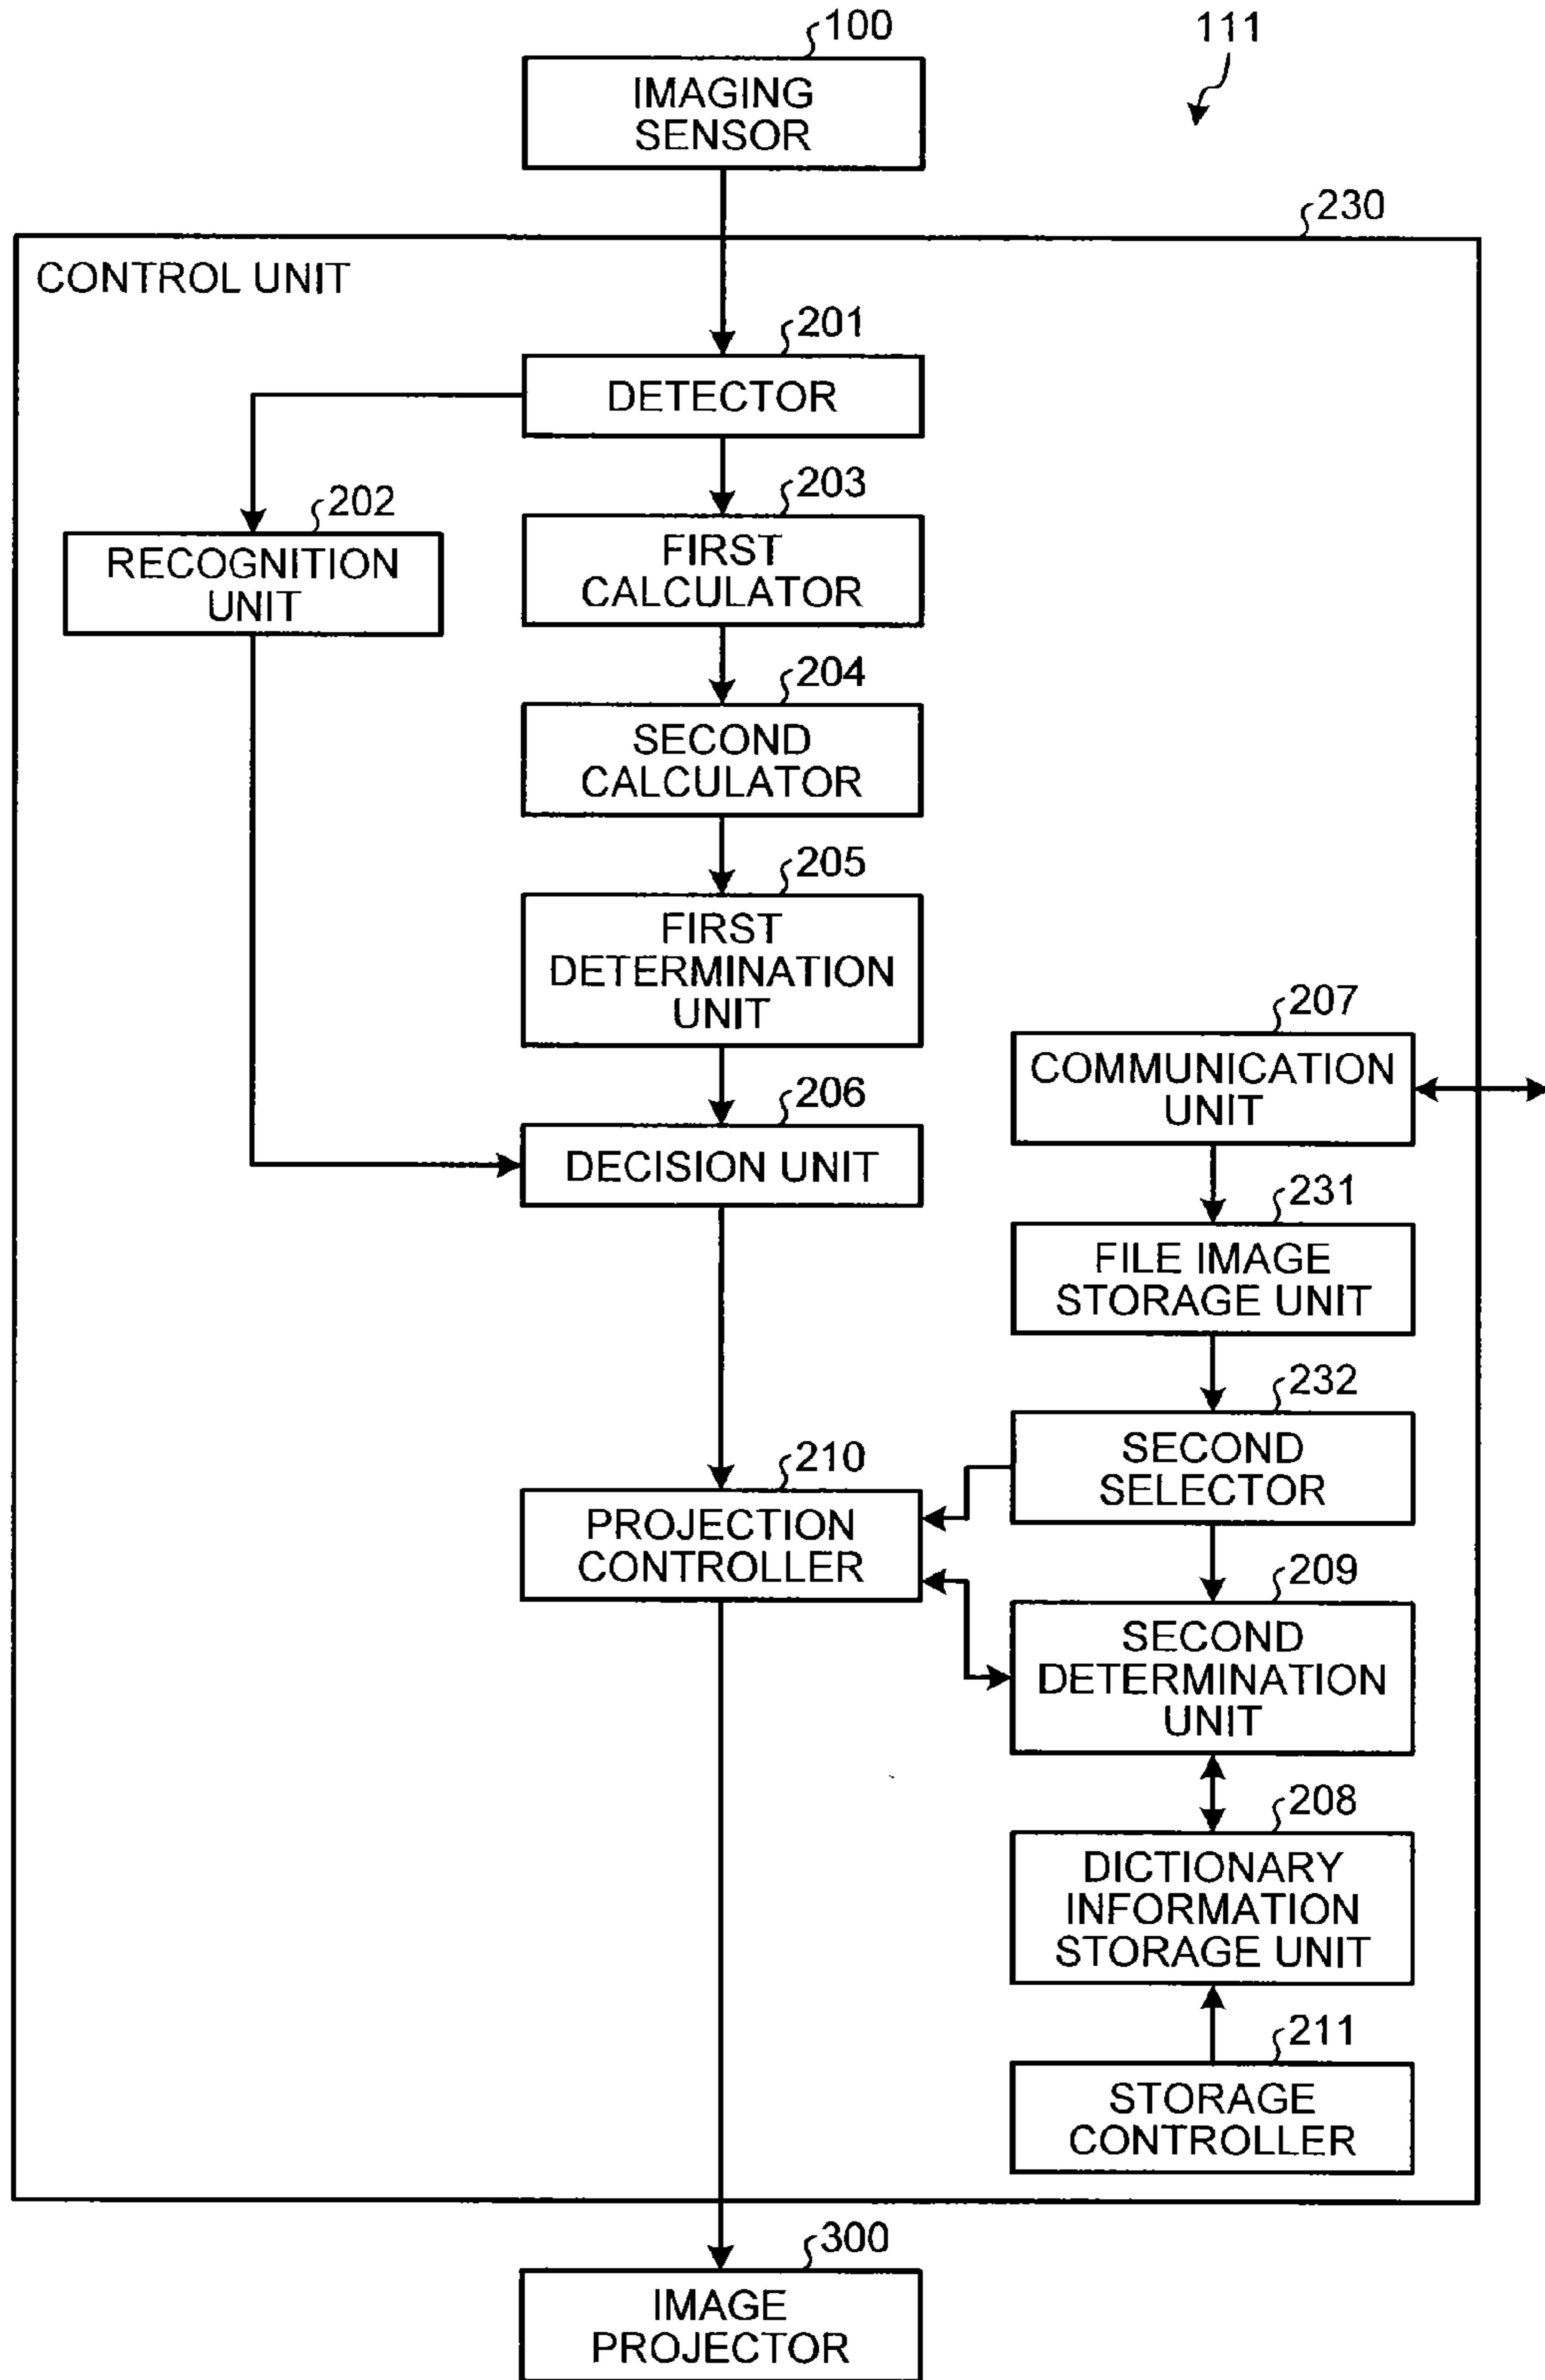 100
111
IMAGING
SENSOR
230
CONTROL UNIT
201
DETECTOR
203
202
FIRST
CALCULATOR
RECOGNITION
UNIT
204
SECOND
CALCULATOR
205
FIRST
DETERMINATION
UNIT
207
COMMUNICATION
UNIT
206
DECISION UNIT
231
FILE IMAGE
STORAGE UNIT
232
SECOND
SELECTOR
210
PROJECTION
CONTROLLER
209
SECOND
DETERMINATION
UNIT
208
DICTIONARY
INFORMATION
STORAGE UNIT
211
STORAGE
CONTROLLER
300
IMAGE
PROJECTOR